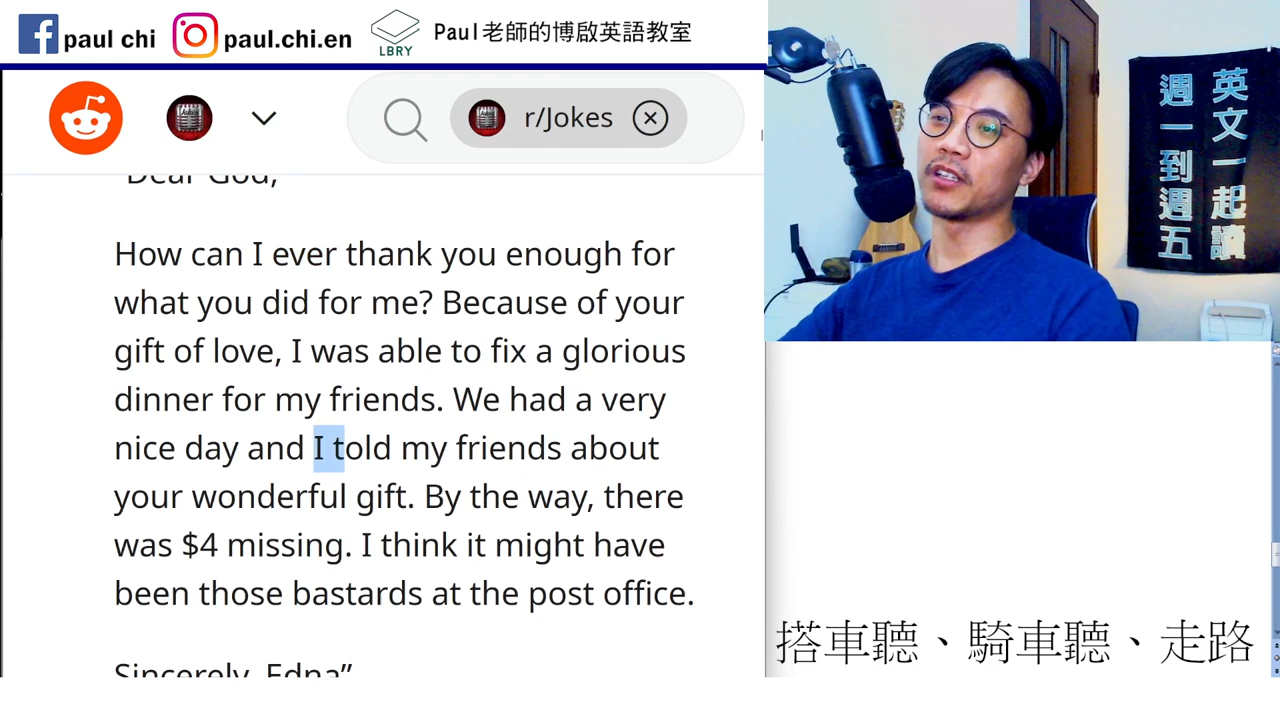 paul chi
paul.chi.en
LBRY
Paul老師的博啟英語教室
r/Jokes
"Dear God,
How can I ever thank you enough for
what you did for me? Because of your
gift of love, I was able to fix a glorious
dinner for my friends. We had a very
nice day and I told my friends about
your wonderful gift. By the way, there
was $4 missing. I think it might have
been those bastards at the post office.
Sincerely, Edna”
英文一起讀
週一到週五
搭車聽、騎車聽、走路